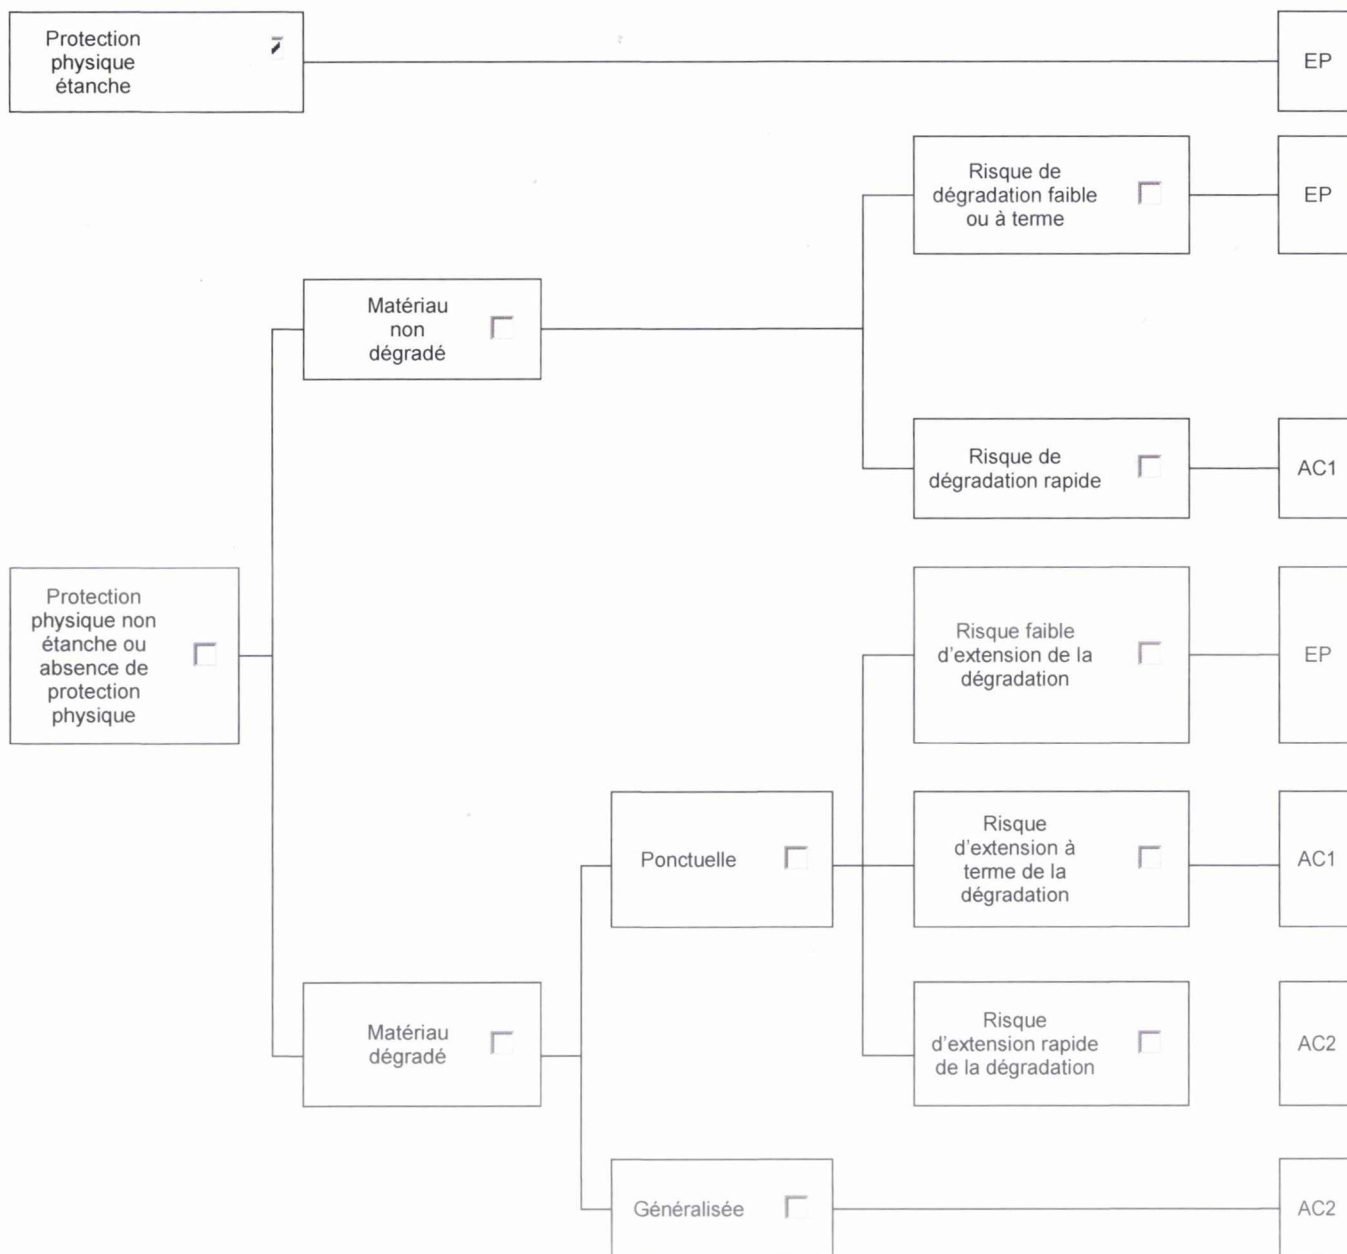 Protection
physique
étanche
EP
Risque de
dégradation faible
ou à terme
EP
Matériau
non
dégradé
Risque de
dégradation rapide
AC1
Protection
physique non
étanche ou
absence de
protection
physique
Risque faible
d'extension de la
dégradation
EP
Ponctuelle
Risque
d'extension à
terme de la
dégradation
AC1
Matériau
dégradé
Risque
d'extension rapide
de la dégradation
AC2
Généralisée
AC2